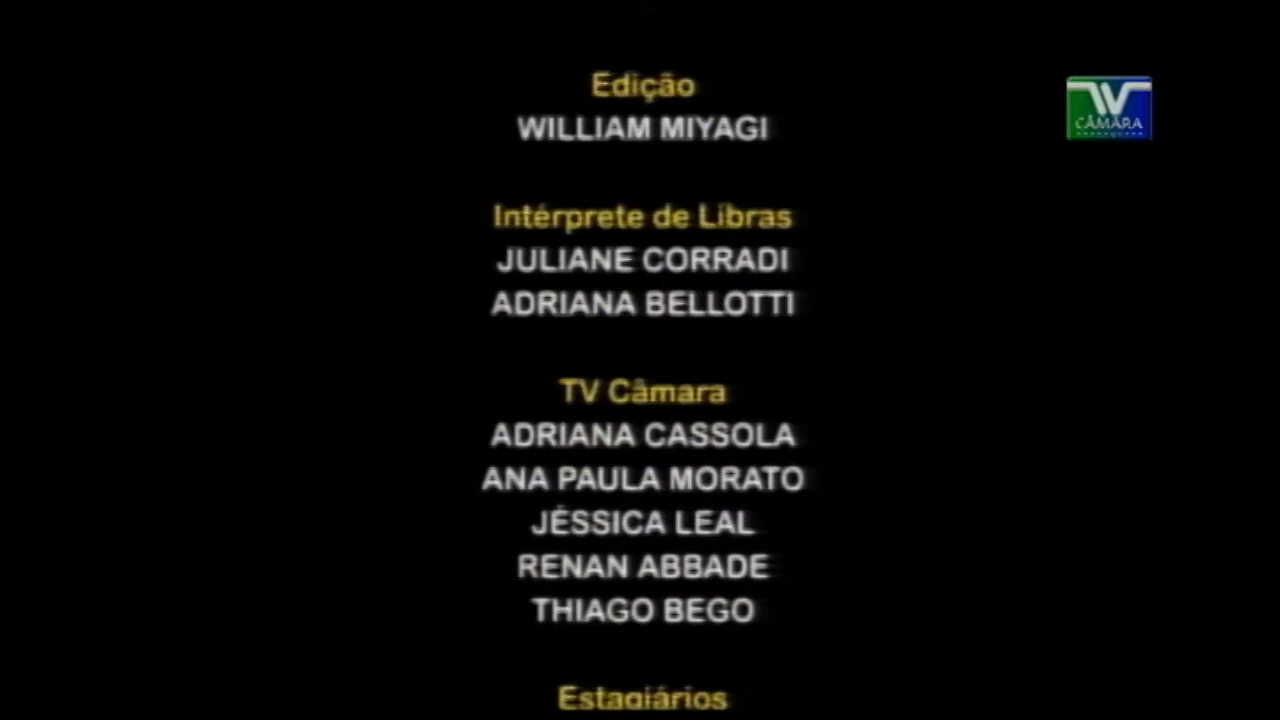 Edição
WILLIAM MIYAGI
TV
CÂMARA
Intérprete de Libras
JULIANE CORRADI
ADRIANA BELLOTTI
TV Câmara
ADRIANA CASSOLA
ANA PAULA MORATO
JÉSSICA LEAL
RENAN ABBADE
THIAGO BEGO
Estagiários